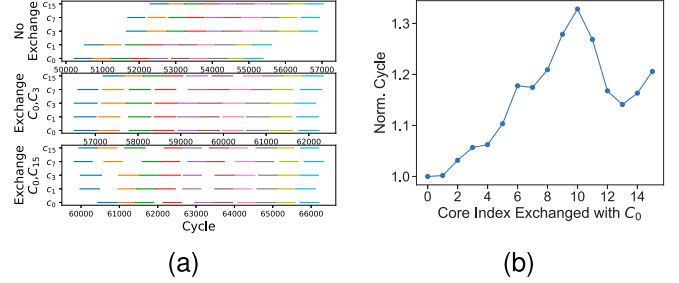 No Exchange
C15
C7
C3
C1
C0
50000 51000 52000 53000 54000 55000 56000 57000
Exchange C0,C3
C15
C7
C3
C1
C0
57000 58000 59000 60000 61000 62000
Exchange C0,C15
C15
C7
C3
C1
C0
60000 61000 62000 63000 64000 65000 66000
Cycle
(a)
Norm. Cycle
1.3
1.2
1.1
1.0
0 2 4 6 8 10 12 14
Core Index Exchanged with C0
(b)